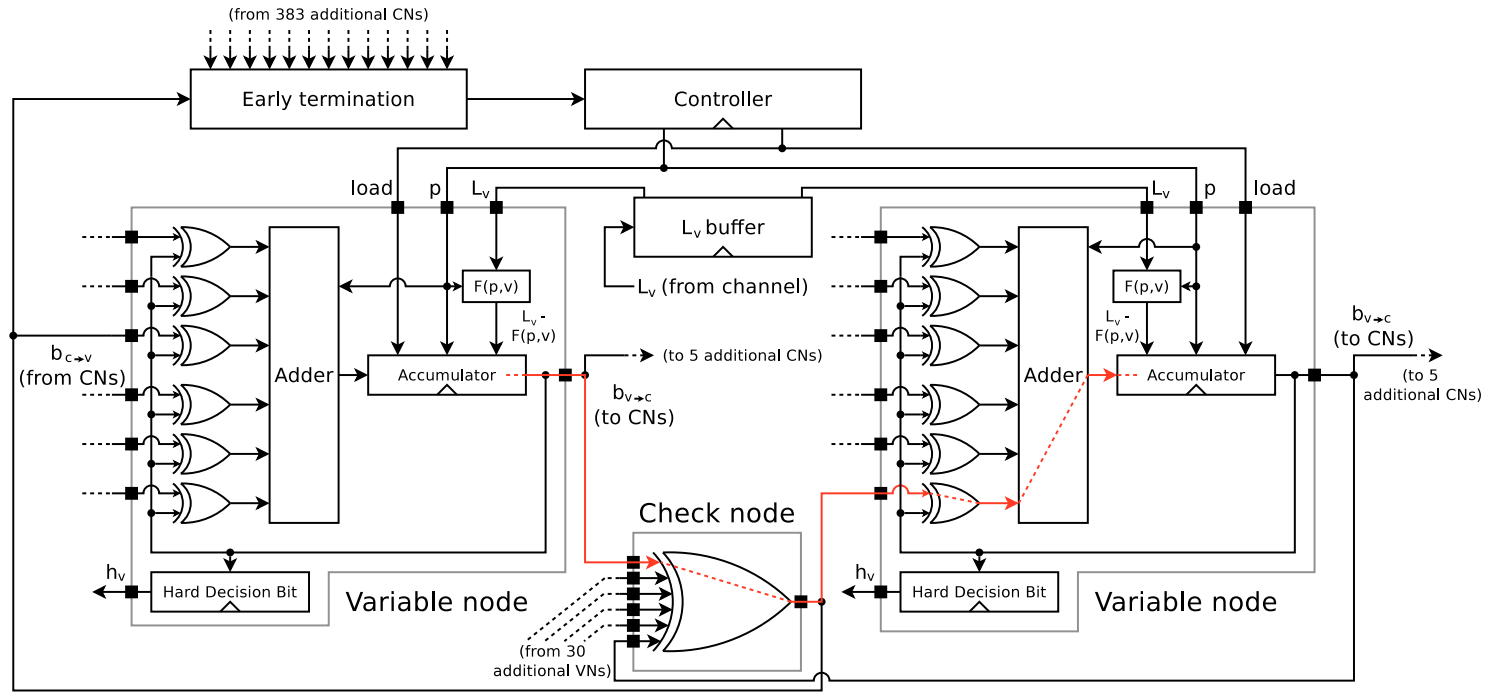 (from 383 additional CNs)
Early termination
Controller
load
p
Lᵥ
Lᵥ
p
load
Lᵥ buffer
Lᵥ (from channel)
F(p,v)
F(p,v)
Lᵥ -
F(p,v)
Lᵥ -
F(p,v)
b c→v
(from CNs)
Adder
Accumulator
(to 5 additional CNs)
b v→c
(to CNs)
Adder
Accumulator
b v→c
(to CNs)
(to 5
additional CNs)
Check node
hᵥ
Hard Decision Bit
Variable node
hᵥ
Hard Decision Bit
Variable node
(from 30
additional VNs)